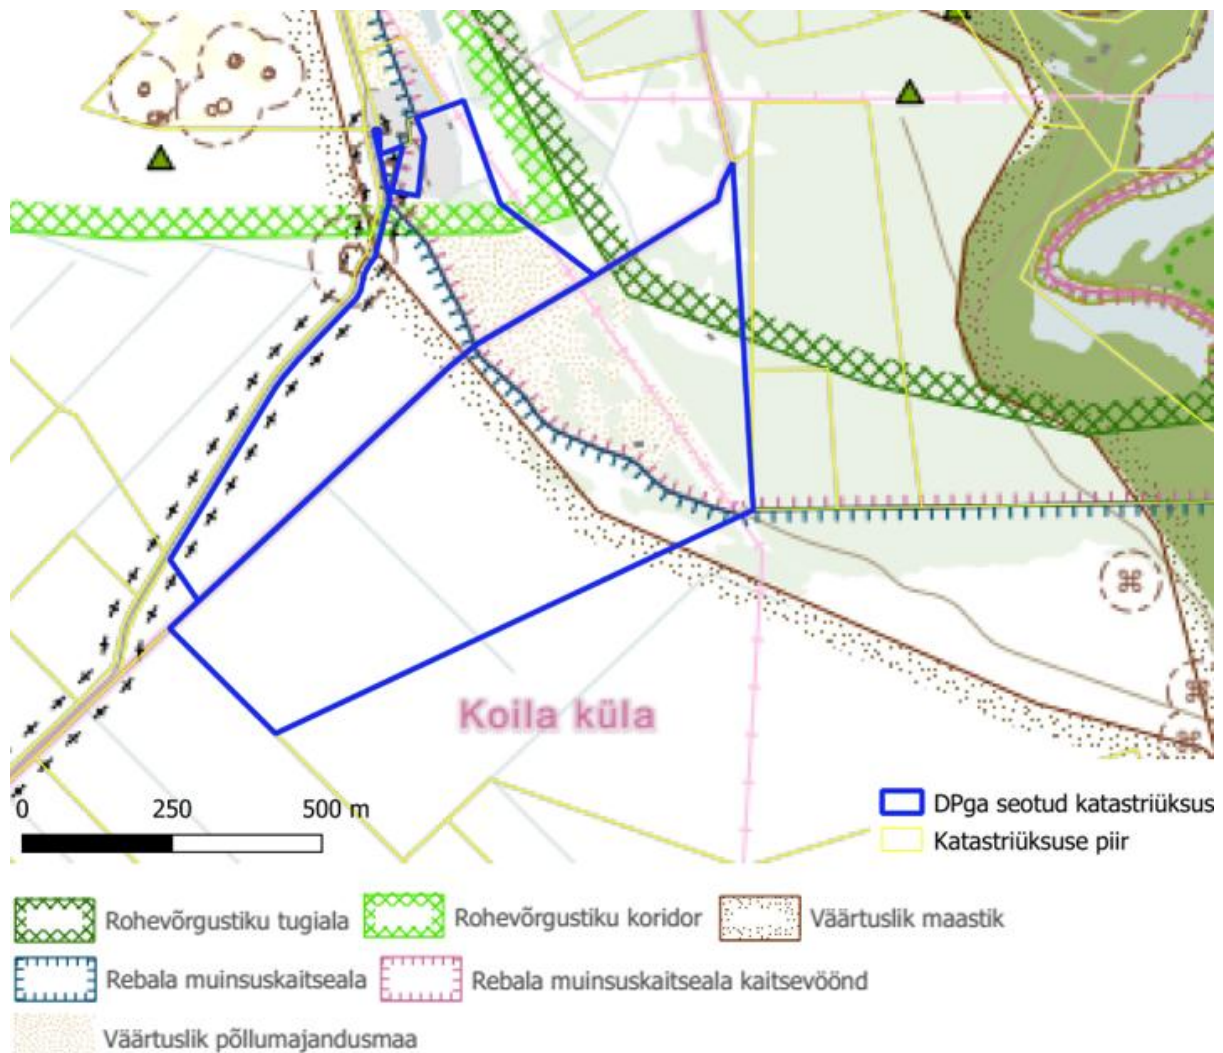 Koila küla
0 250 500 m
DPga seotud katastriüksus
Katastriüksuse piir
Rohevõrgustiku tugiala Rohevõrgustiku koridor Väärtuslik maastik
Rebala muinsuskaitseala Rebala muinsuskaitseala kaitsevöönd
Väärtuslik põllumajandusmaa